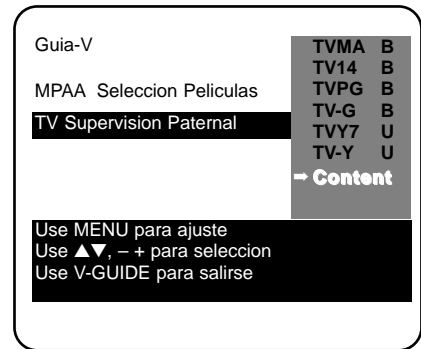 Guia-V
MPAA Seleccion Peliculas
TV Supervision Paternal
TVMA B
TV14 B
TVPG B
TV-G B
TVY7 U
TV-Y U
➡ Content
Use MENU para ajuste
Use ▲▼, – + para seleccion
Use V-GUIDE para salirse